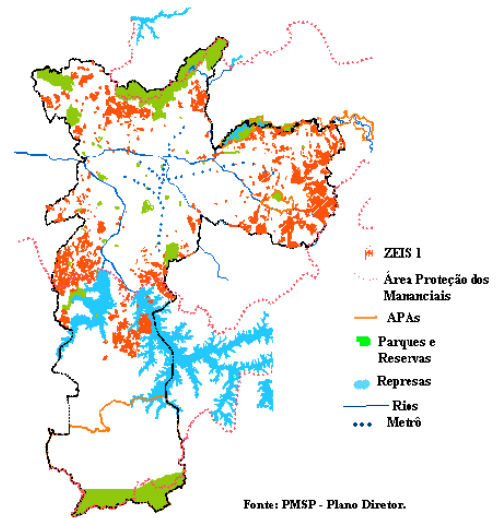 ZEIS 1
Área Proteção dos
Mananciais
APAs
Parques e
Reservas
Represas
Rios
Metrô
Fonte: PMSP - Plano Diretor.